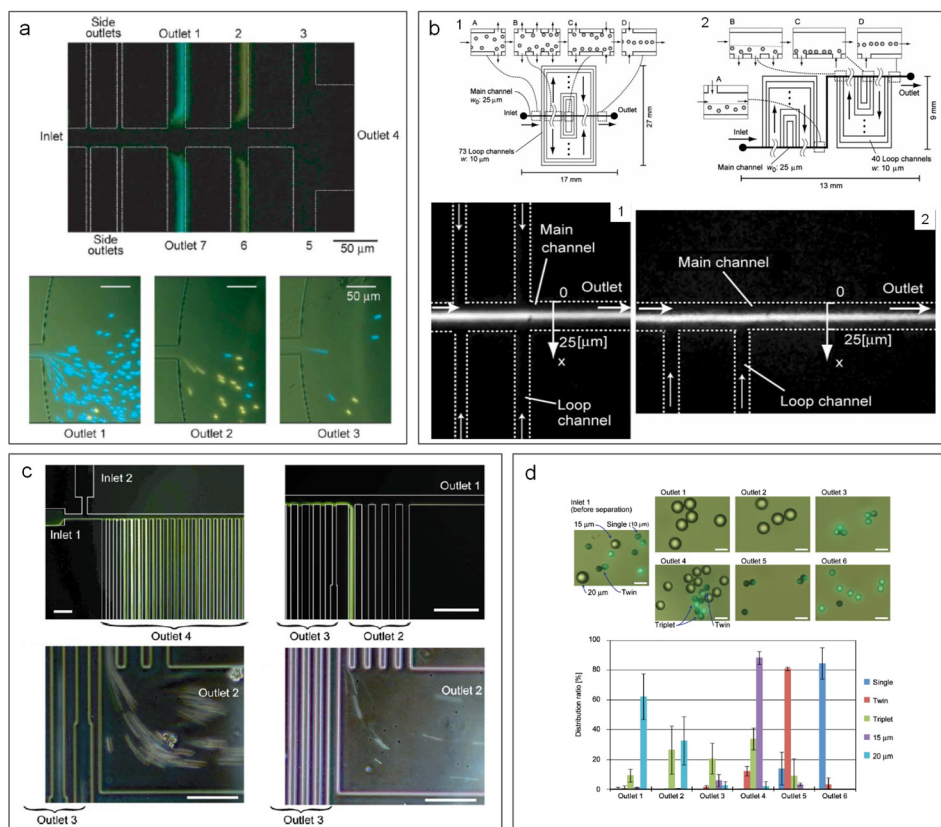 a
Side outlets
Outlet 1
2
3
Inlet
Outlet 4
Side outlets
Outlet 7
6
5
50 μm
50 μm
Outlet 1
Outlet 2
Outlet 3
b
1
A
B
C
D
Main channel
w₀: 25 μm
Inlet
Outlet
73 Loop channels
w: 10 μm
27 mm
17 mm
2
B
C
D
A
Outlet
Inlet
9 mm
Main channel w₀: 25 μm
40 Loop channels
w: 10 μm
13 mm
1
Main channel
0
Outlet
25[μm]
x
Loop channel
2
Main channel
0
Outlet
25[μm]
x
Loop channel
c
Inlet 2
Inlet 1
Outlet 4
Outlet 1
Outlet 3
Outlet 2
Outlet 2
Outlet 3
Outlet 2
Outlet 3
d
Inlet 1
(before separation)
15 μm
Single (10 μm)
20 μm
Twin
Outlet 1
Outlet 2
Outlet 3
Outlet 4
Outlet 5
Outlet 6
Triplet
Twin
Distribution ratio [%]
100
80
60
40
20
0
Outlet 1
Outlet 2
Outlet 3
Outlet 4
Outlet 5
Outlet 6
Single
Twin
Triplet
15 μm
20 μm